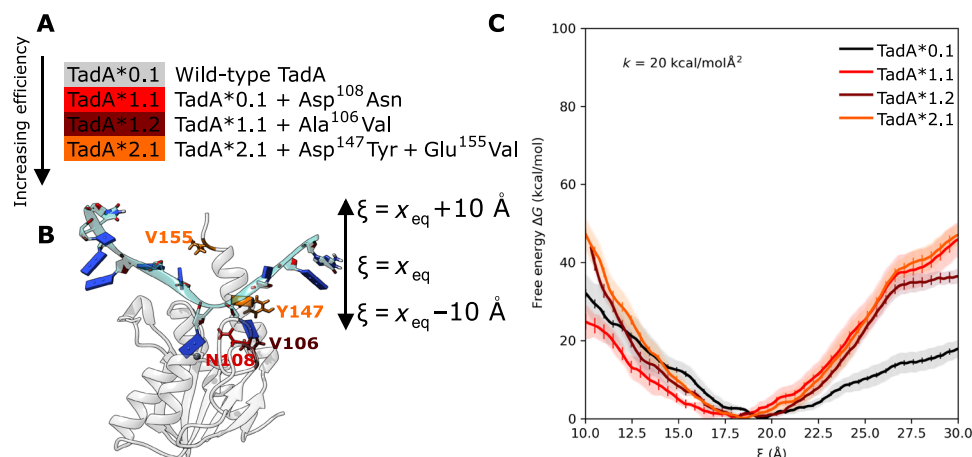 A
Increasing efficiency
TadA*0.1 Wild-type TadA
TadA*1.1 TadA*0.1 + Asp¹⁰⁸Asn
TadA*1.2 TadA*1.1 + Ala¹⁰⁶Val
TadA*2.1 TadA*2.1 + Asp¹⁴⁷Tyr + Glu¹⁵⁵Val
B
V155
Y147
V106
N108
ξ = x eq +10 Å
ξ = x eq
ξ = x eq −10 Å
C
k = 20 kcal/molÅ²
TadA*0.1
TadA*1.1
TadA*1.2
TadA*2.1
Free energy ΔG (kcal/mol)
100
80
60
40
20
0
10.0 12.5 15.0 17.5 20.0 22.5 25.0 27.5 30.0
ξ (Å)